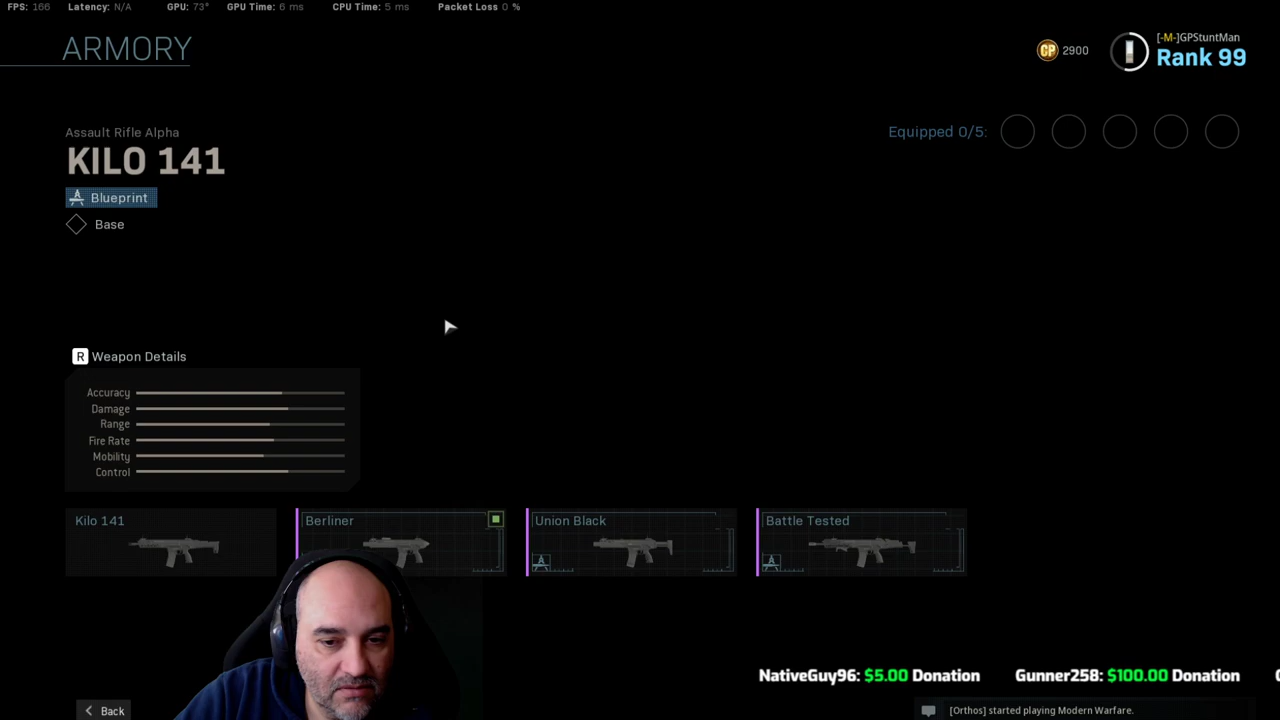 FPS: 166 Latency: N/A GPU: 73° GPU Time: 6 ms CPU Time: 5 ms Packet Loss 0 %
ARMORY
CP 2900
[-M-]GPStuntMan
Rank 99
Assault Rifle Alpha
KILO 141
Equipped 0/5:
Blueprint
Base
R Weapon Details
Accuracy
Damage
Range
Fire Rate
Mobility
Control
Kilo 141
Berliner
Union Black
Battle Tested
NativeGuy96: $5.00 Donation Gunner258: $100.00 Donation
Back
[Orthos] started playing Modern Warfare.